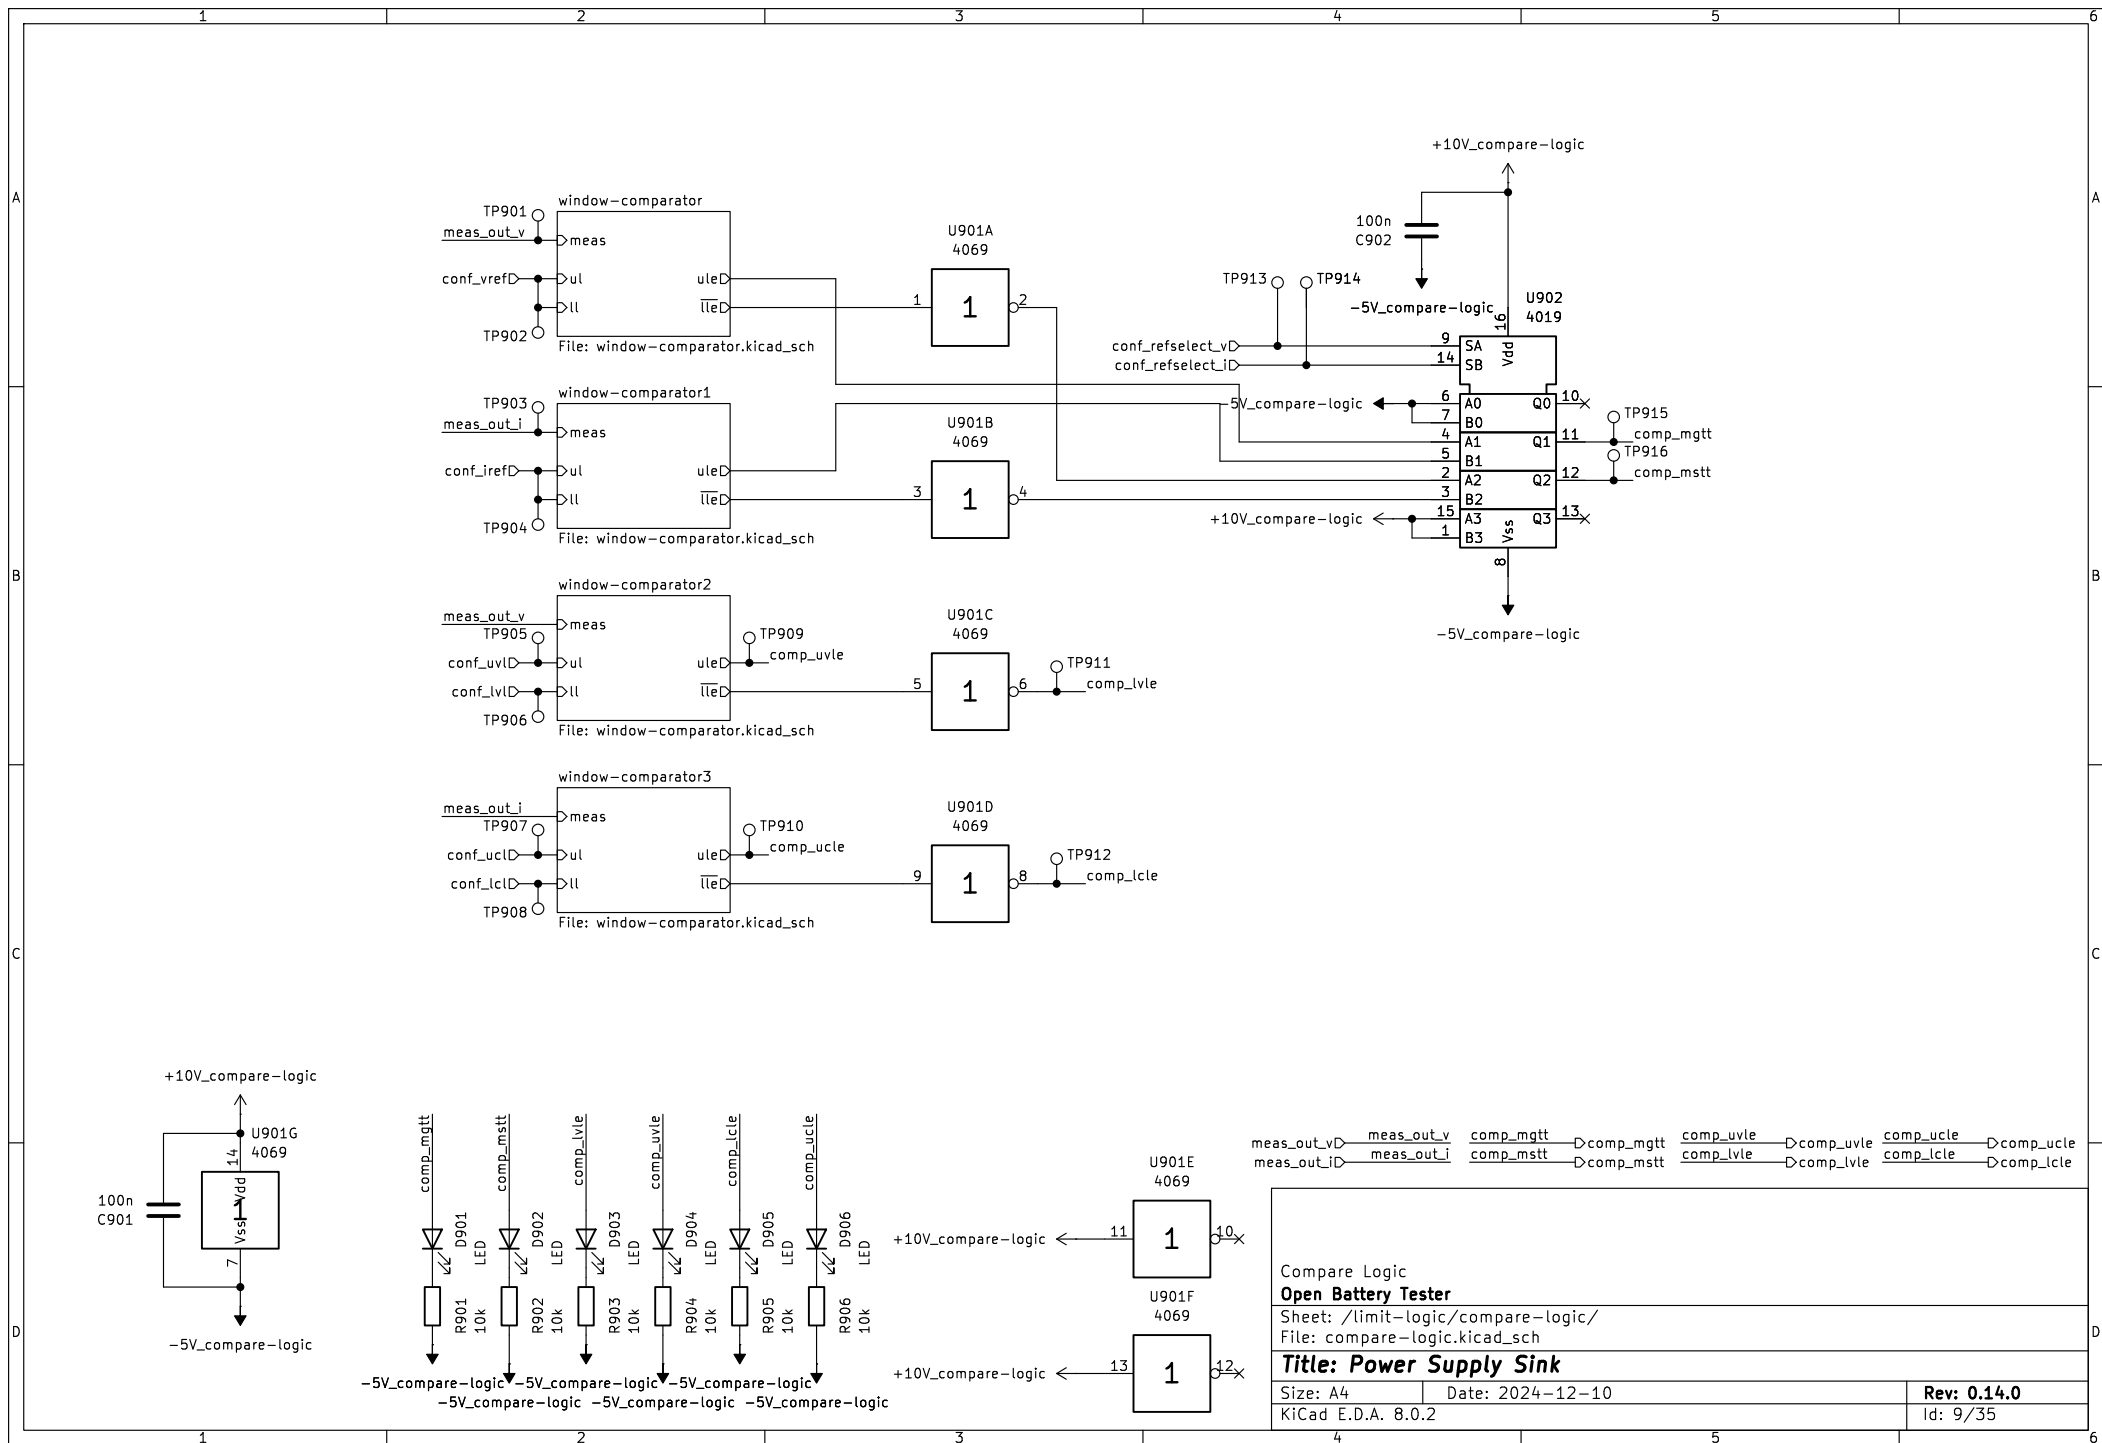 1 2 3 4 5 6
A A
B B
C C
D D
+10V_compare-logic
100n
C902
-5V_compare-logic
U902
4019
16
Vdd
TP913
TP914
conf_refselect_v
9 SA
conf_refselect_i
14 SB
-5V_compare-logic
6 A0 Q0 10
7 B0
4 A1 Q1 11
5 B1
2 A2 Q2 12
3 B2
+10V_compare-logic
15 A3 Q3 13
1 B3
Vss
8
-5V_compare-logic
TP915
comp_mgtt
TP916
comp_mstt
window-comparator
TP901
meas_out_v
meas
conf_vref
ul
ule
ll
lle
TP902
File: window-comparator.kicad_sch
U901A
4069
1 1 2
window-comparator1
TP903
meas_out_i
meas
conf_iref
ul
ule
ll
lle
TP904
File: window-comparator.kicad_sch
U901B
4069
3 1 4
window-comparator2
meas_out_v
meas
TP905
conf_uvl
ul
ule
TP909
comp_uvle
conf_lvl
ll
lle
TP906
File: window-comparator.kicad_sch
U901C
4069
5 1 6
TP911
comp_lvle
window-comparator3
meas_out_i
meas
TP907
conf_ucl
ul
ule
TP910
comp_ucle
conf_lcl
ll
lle
TP908
File: window-comparator.kicad_sch
U901D
4069
9 1 8
TP912
comp_lcle
+10V_compare-logic
U901G
4069
14
Vdd
1
Vss
7
100n
C901
-5V_compare-logic
comp_mgtt
D901
LED
R901
10k
comp_mstt
D902
LED
R902
10k
comp_lvle
D903
LED
R903
10k
comp_uvle
D904
LED
R904
10k
comp_lcle
D905
LED
R905
10k
comp_ucle
D906
LED
R906
10k
-5V_compare-logic -5V_compare-logic -5V_compare-logic
-5V_compare-logic -5V_compare-logic -5V_compare-logic
U901E
4069
+10V_compare-logic
11 1 10
U901F
4069
+10V_compare-logic
13 1 12
meas_out_v meas_out_v comp_mgtt comp_mgtt comp_uvle comp_uvle comp_ucle comp_ucle
meas_out_i meas_out_i comp_mstt comp_mstt comp_lvle comp_lvle comp_lcle comp_lcle
Compare Logic
Open Battery Tester
Sheet: /limit-logic/compare-logic/
File: compare-logic.kicad_sch
Title: Power Supply Sink
Size: A4 Date: 2024-12-10 Rev: 0.14.0
KiCad E.D.A. 8.0.2 Id: 9/35
1 2 3 4 5 6